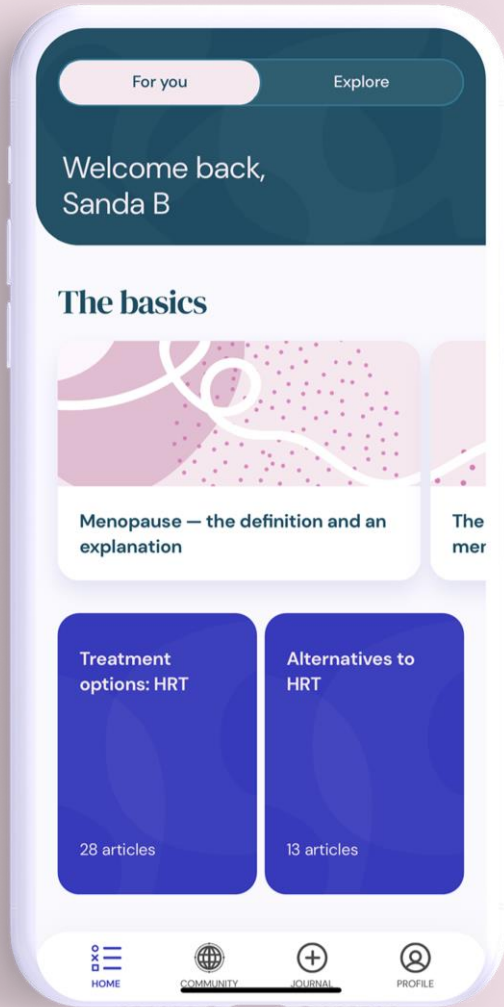 For you
Explore
Welcome back,
Sanda B
The basics
Menopause — the definition and an
explanation
The
Treatment
options: HRT
28 articles
Alternatives to
HRT
13 articles
HOME
COMMUNITY
JOURNAL
PROFILE